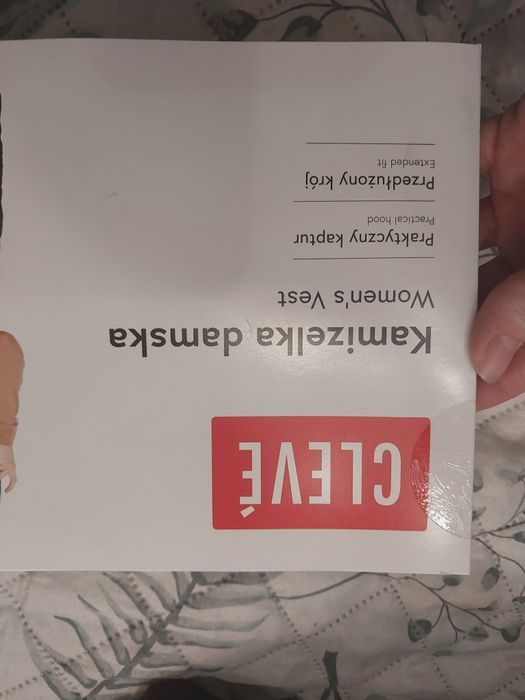 CLEVÉ
Kamizelka damska
Women's Vest
Praktyczny kaptur
Practical hood
Przedłużony krój
Extended fit